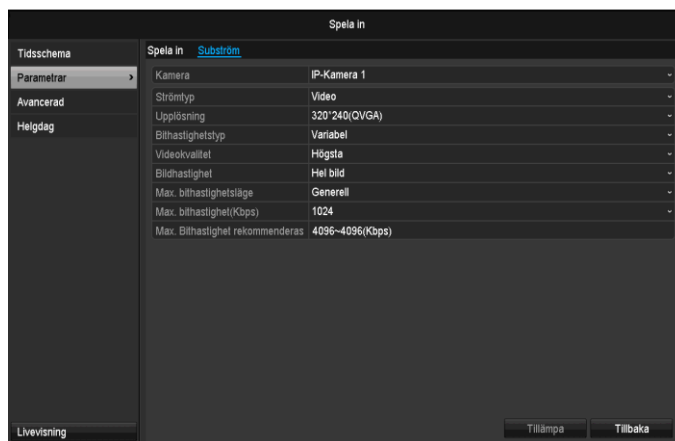 Spela in
Tidsschema
Parametrar
Avancerad
Helgdag
Livevisning
Spela in Subström
Kamera IP-Kamera 1
Strömtyp Video
Upplösning 320*240(QVGA)
Bithastighetstyp Variabel
Videokvalitet Högsta
Bildhastighet Hel bild
Max. bithastighetsläge Generell
Max. bithastighet(Kbps) 1024
Max. Bithastighet rekommenderas 4096~4096(Kbps)
Tillämpa Tillbaka